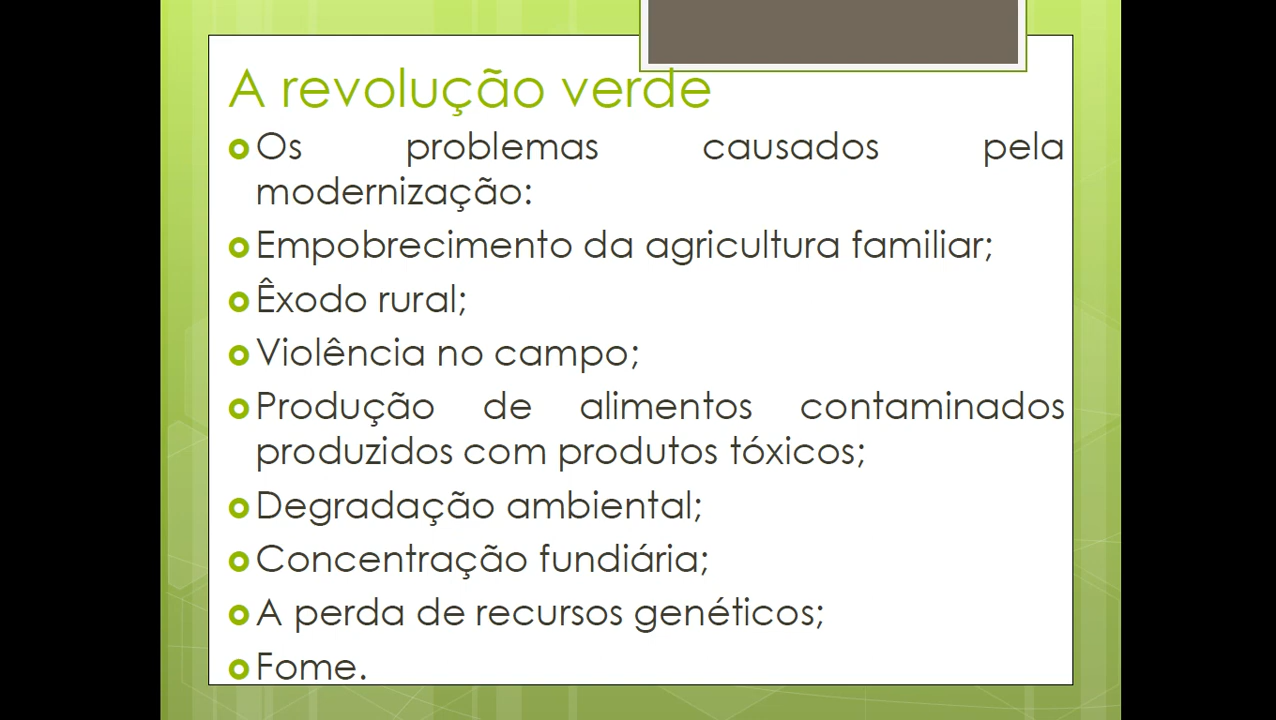 A revolução verde
Os problemas causados pela
modernização:
Empobrecimento da agricultura familiar;
Êxodo rural;
Violência no campo;
Produção de alimentos contaminados
produzidos com produtos tóxicos;
Degradação ambiental;
Concentração fundiária;
A perda de recursos genéticos;
Fome.